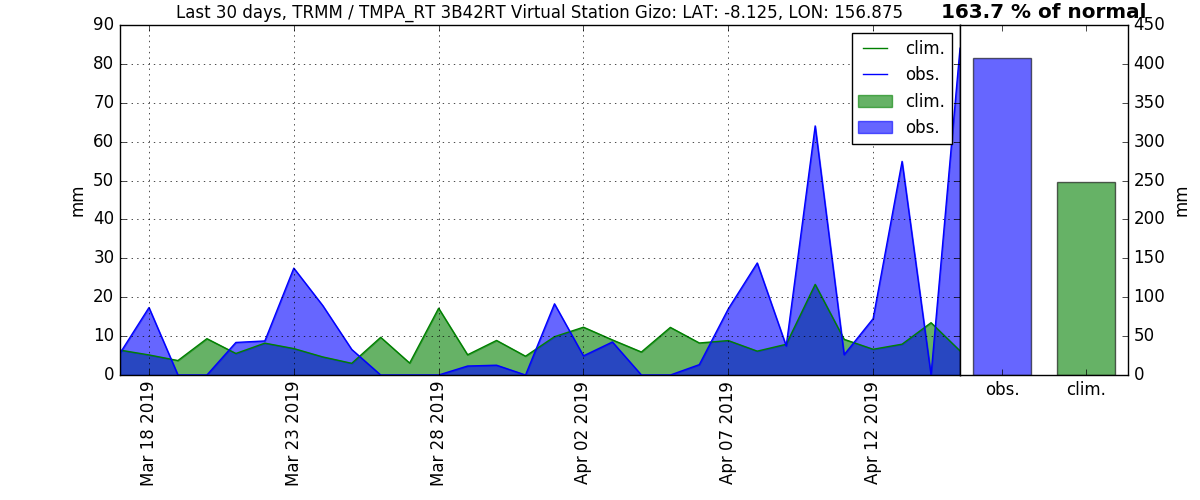 Last 30 days, TRMM / TMPA_RT 3B42RT Virtual Station Gizo: LAT: -8.125, LON: 156.875
163.7 % of normal
90
80
70
60
50
40
30
20
10
0
mm
clim.
obs.
clim.
obs.
450
400
350
300
250
200
150
100
50
0
mm
obs.
clim.
Mar 18 2019
Mar 23 2019
Mar 28 2019
Apr 02 2019
Apr 07 2019
Apr 12 2019